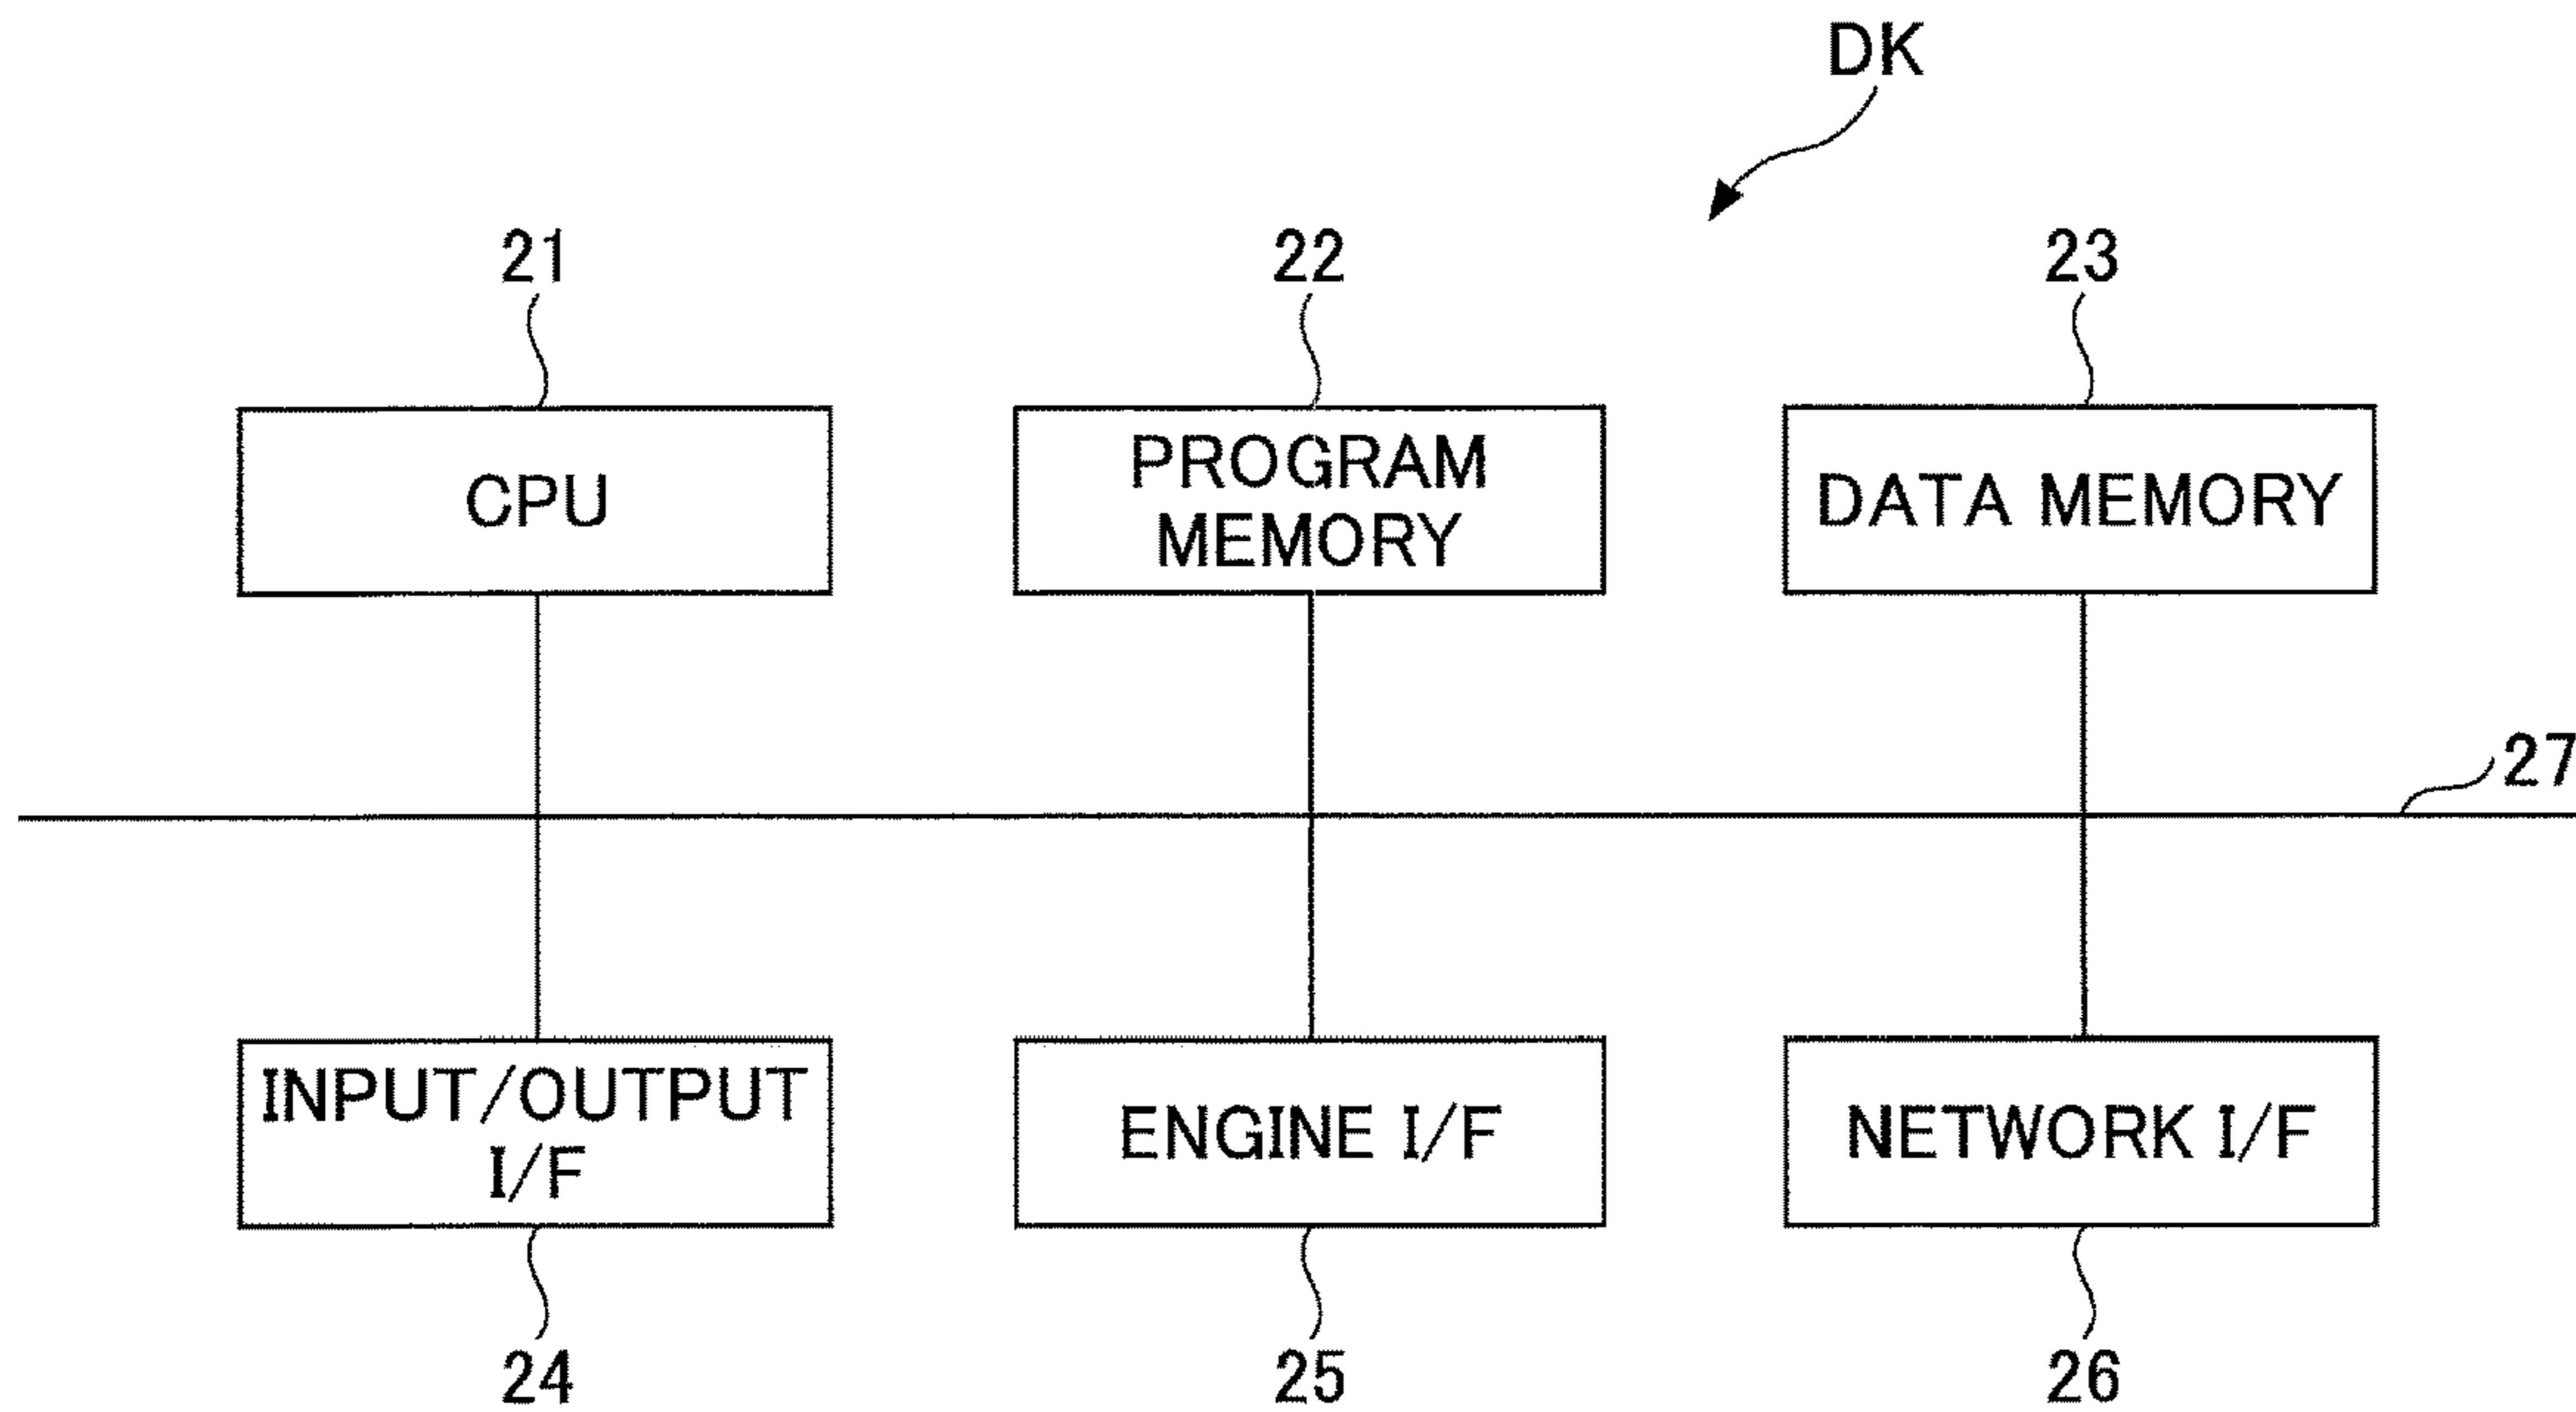 DK
21
22
23
CPU
PROGRAM
MEMORY
DATA MEMORY
27
INPUT/OUTPUT
I/F
ENGINE I/F
NETWORK I/F
24
25
26